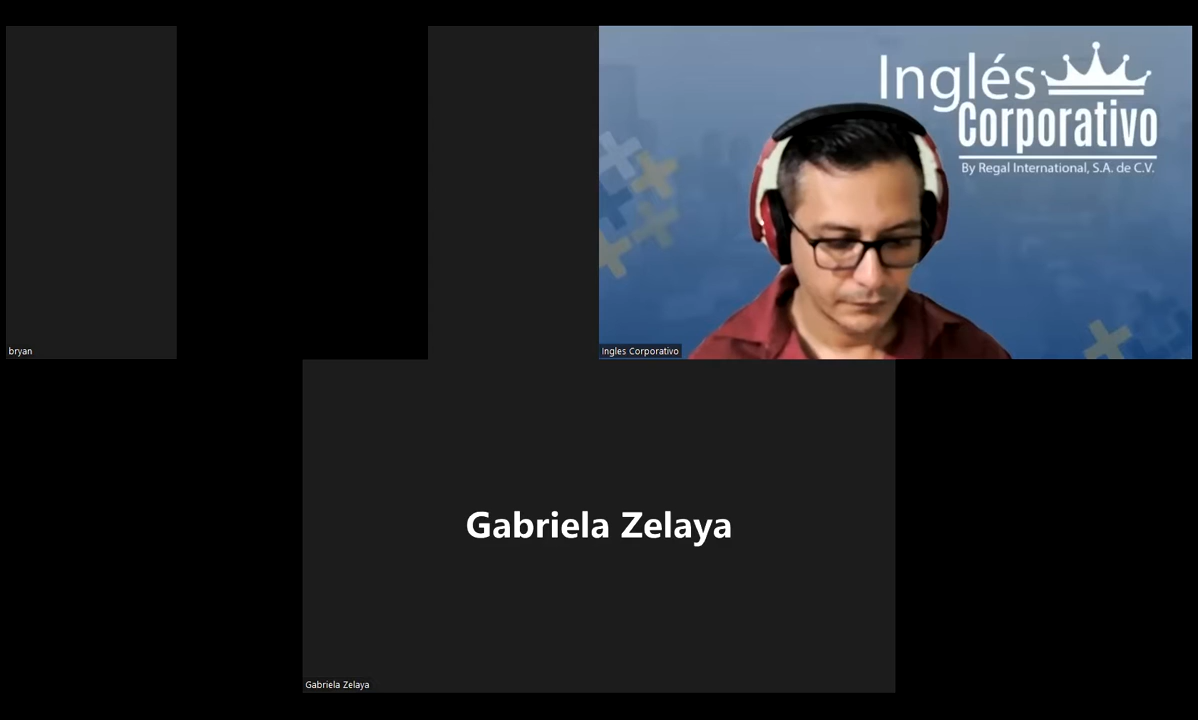 Inglés
Corporativo
By Regal International, S.A. de C.V.
bryan
Ingles Corporativo
Gabriela Zelaya
Gabriela Zelaya